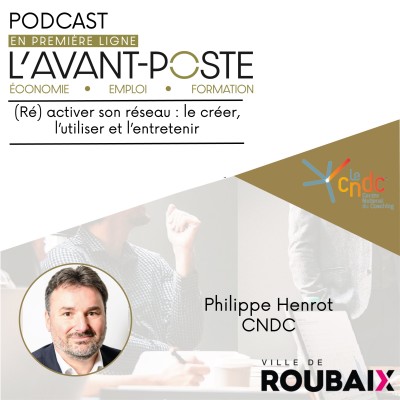 PODCAST
EN PREMIÈRE LIGNE
L'AVANT-POSTE
ÉCONOMIE • EMPLOI • FORMATION
(Ré) activer son réseau : le créer,
l'utiliser et l'entretenir
Le
cndc
Philippe Henrot
CNDC
VILLE DE
ROUBAIX